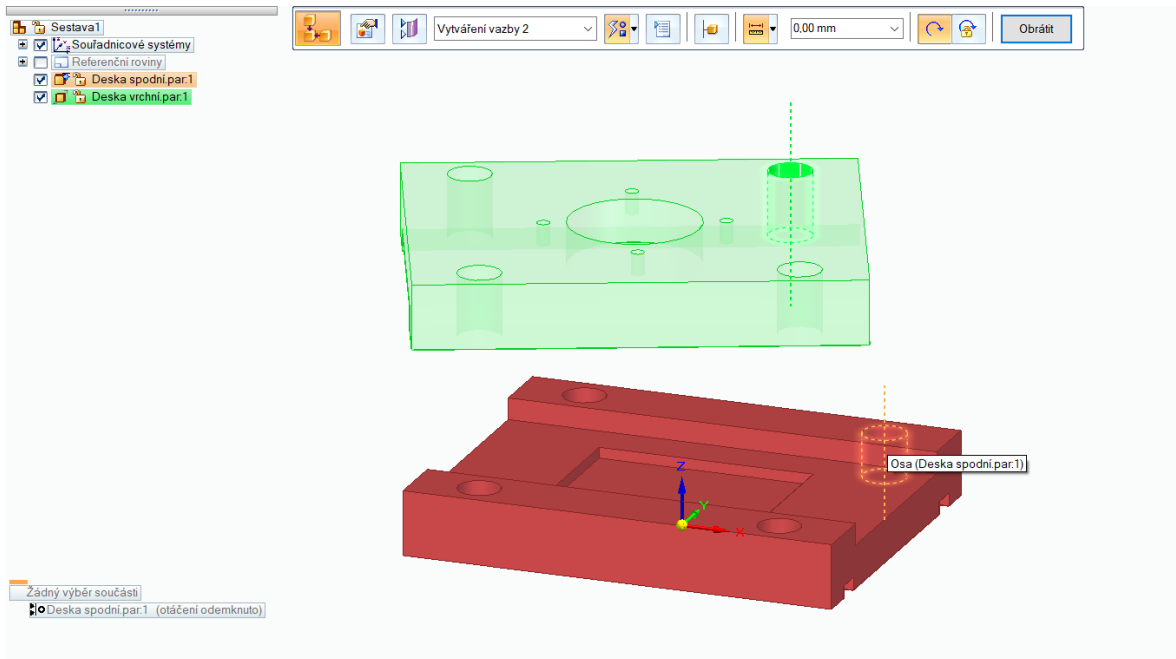 Sestava1
Souřadnicové systémy
Referenční roviny
Deska spodní.par:1
Deska vrchní.par:1
Vytváření vazby 2
0,00 mm
Obrátit
Osa (Deska spodní.par:1)
Z
Y
X
Žádný výběr součásti
Deska spodní.par:1 (otáčení odemknuto)